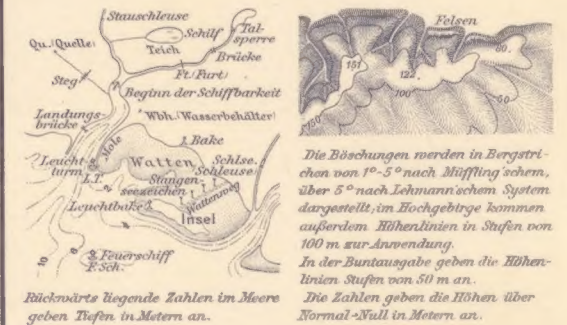 Stauschleuse
Schilf
Teich
Tal-
sperre
Brücke
Qu.(Quelle)
Steg
Ft.(Furt)
Beginn der Schiffbarkeit
Landungs-
brücke
Wbh.(Wasserbehälter)
Mole
1.Bake
Watten
Leucht-
turm
L.T.
Schlse.
Schleuse
Stangen-
seezeichen
Wattenweg
Leuchtbake
Insel
2
4
6
10
Feuerschiff
F.Sch.
Rückwärts liegende Zahlen im Meere
geben Tiefen in Metern an.
Felsen
151
122
100
60
50
150
Die Böschungen werden in Bergstri-
chen von 1°-5° nach Müffling'schem,
über 5° nach Lehmann'schem System
dargestellt; im Hochgebirge kommen
außerdem Höhenlinien in Stufen von
100 m zur Anwendung.
In der Buntausgabe geben die Höhen-
linien Stufen von 50 m an.
Die Zahlen geben die Höhen über
Normal-Null in Metern an.